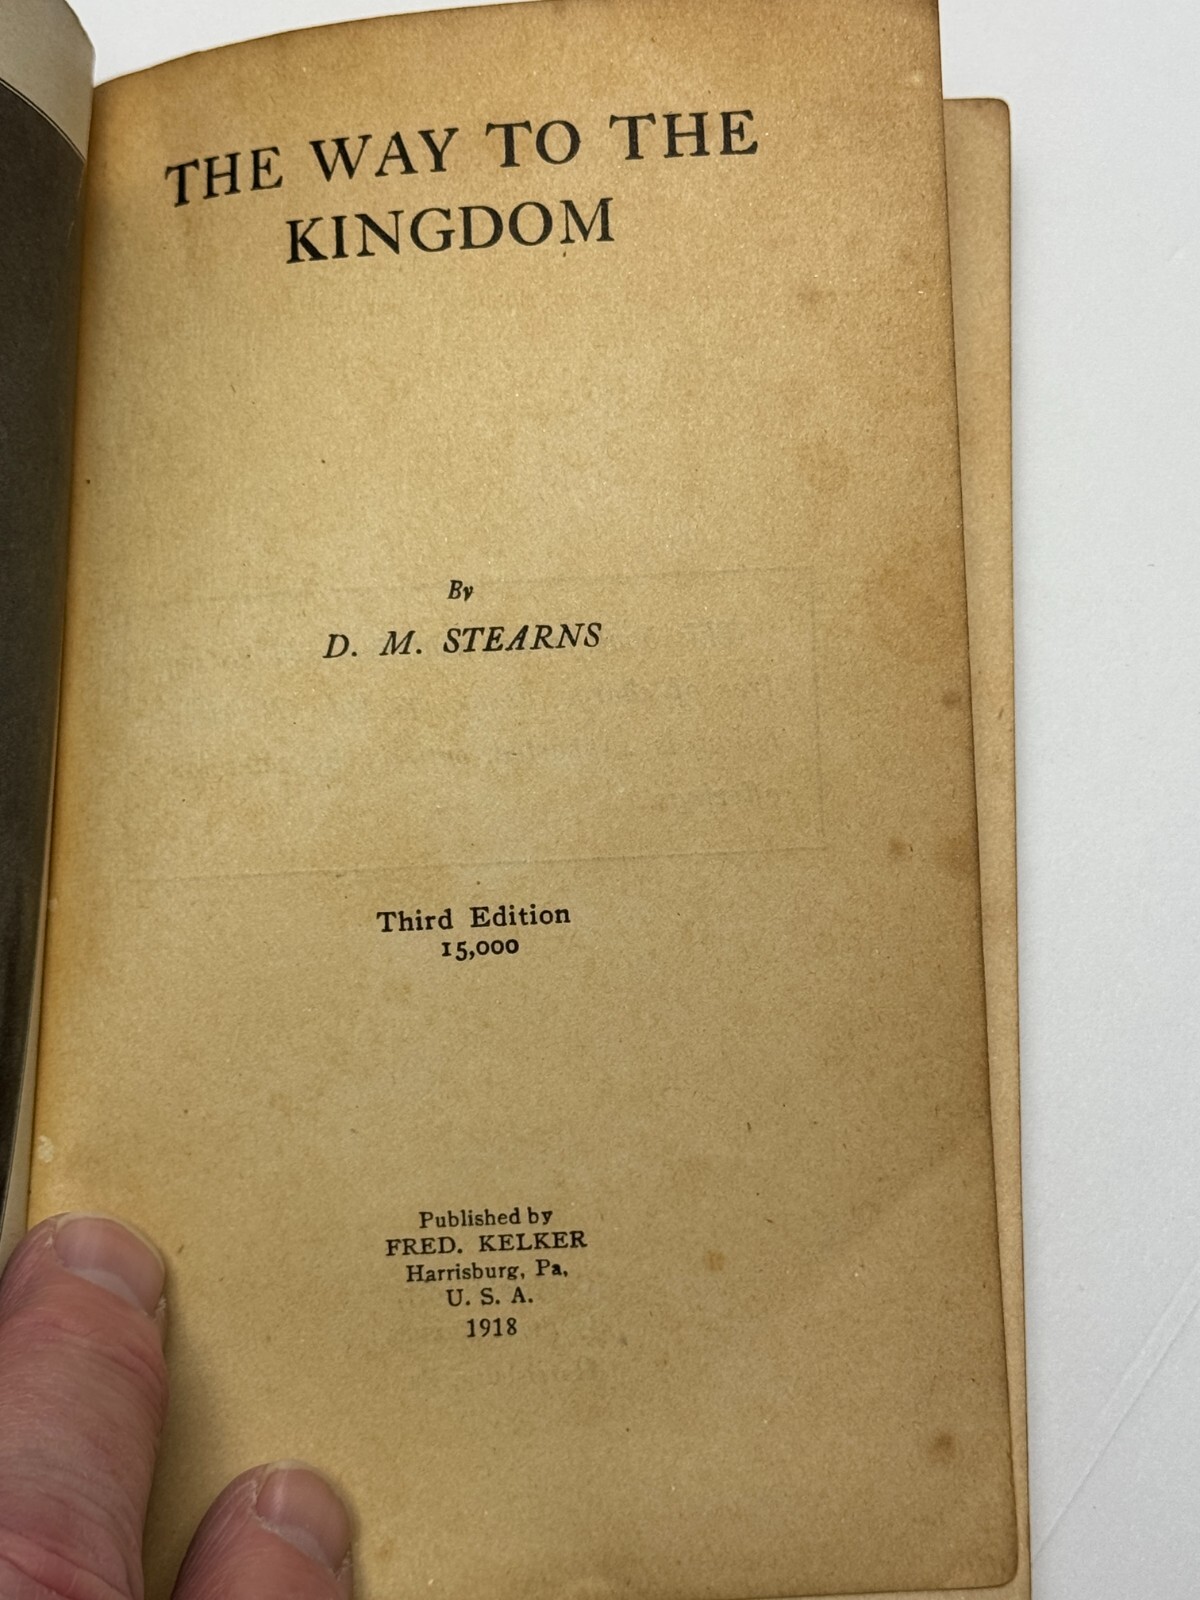 THE WAY TO THE
KINGDOM
By
D. M. STEARNS
Third Edition
15,000
Published by
FRED. KELKER
Harrisburg, Pa,
U. S. A.
1918